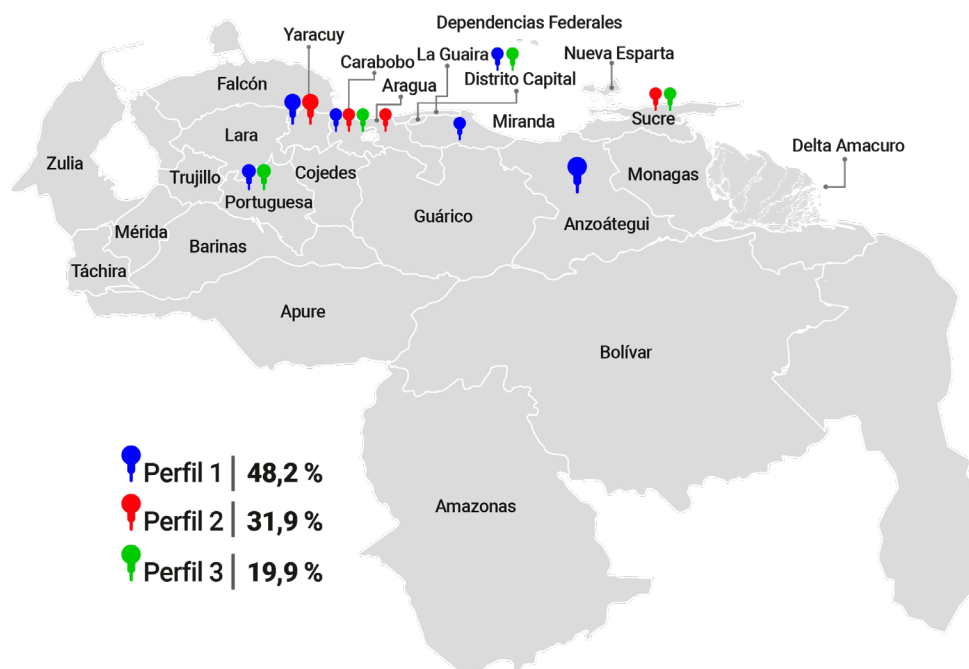 Dependencias Federales
Yaracuy
La Guaira
Nueva Esparta
Carabobo
Falcón
Aragua
Distrito Capital
Miranda
Sucre
Lara
Delta Amacuro
Zulia
Trujillo
Cojedes
Monagas
Portuguesa
Guárico
Anzoátegui
Mérida
Barinas
Táchira
Apure
Bolívar
Perfil 1 | 48,2 %
Amazonas
Perfil 2 | 31,9 %
Perfil 3 | 19,9 %